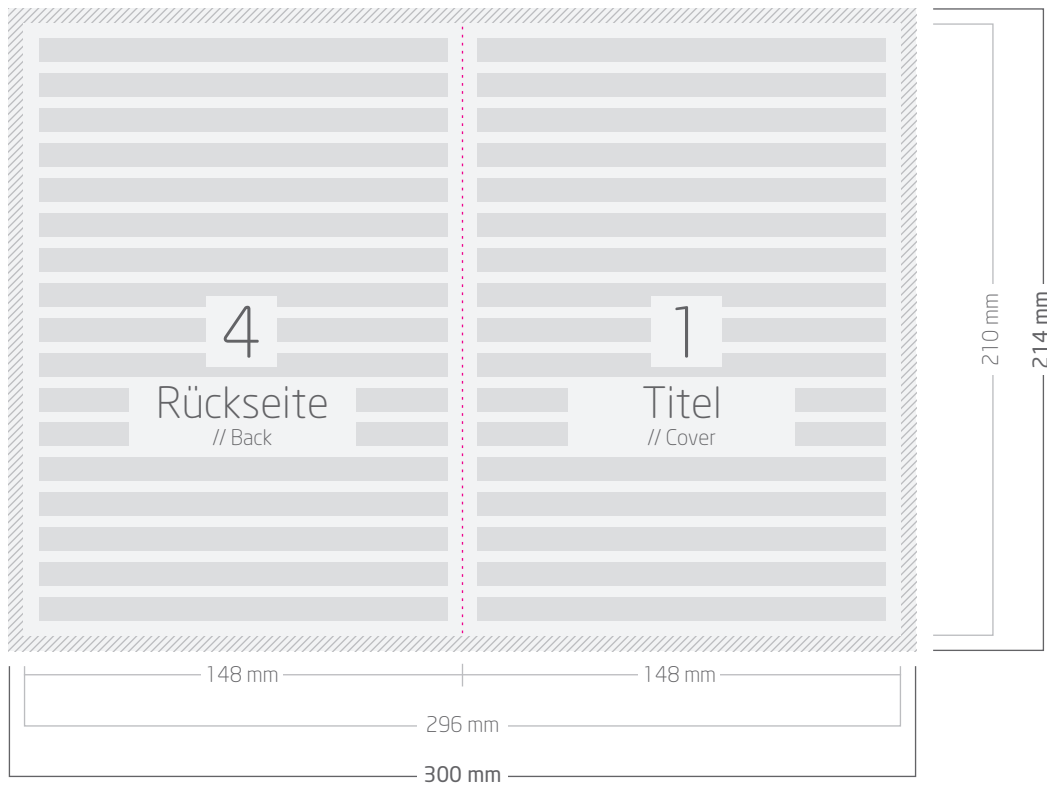 4
Rückseite
// Back
1
Titel
// Cover
210 mm
214 mm
148 mm
148 mm
296 mm
300 mm